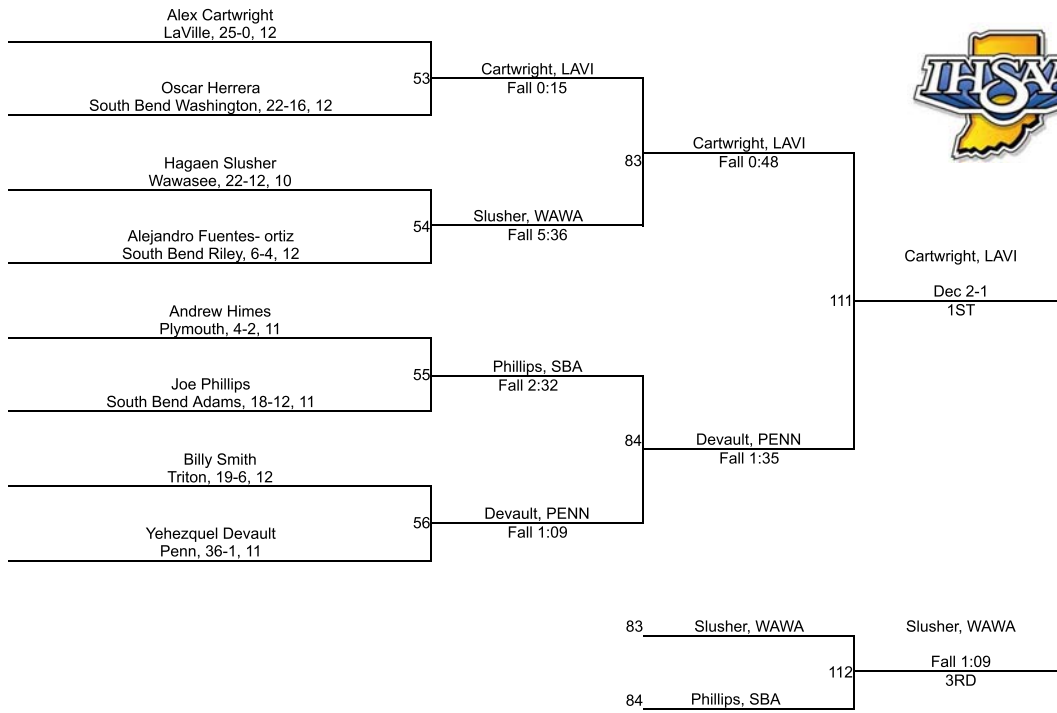 Alex Cartwright
LaVille, 25-0, 12
53
Oscar Herrera
South Bend Washington, 22-16, 12
Cartwright, LAVI
Fall 0:15
83
Hagaen Slusher
Wawasee, 22-12, 10
54
Alejandro Fuentes- ortiz
South Bend Riley, 6-4, 12
Slusher, WAWA
Fall 5:36
Cartwright, LAVI
Fall 0:48
111
Andrew Himes
Plymouth, 4-2, 11
55
Joe Phillips
South Bend Adams, 18-12, 11
Phillips, SBA
Fall 2:32
84
Billy Smith
Triton, 19-6, 12
56
Yehezquel Devault
Penn, 36-1, 11
Devault, PENN
Fall 1:09
Devault, PENN
Fall 1:35
IHSAA
Cartwright, LAVI
Dec 2-1
1ST
83
Slusher, WAWA
112
84
Phillips, SBA
Slusher, WAWA
Fall 1:09
3RD